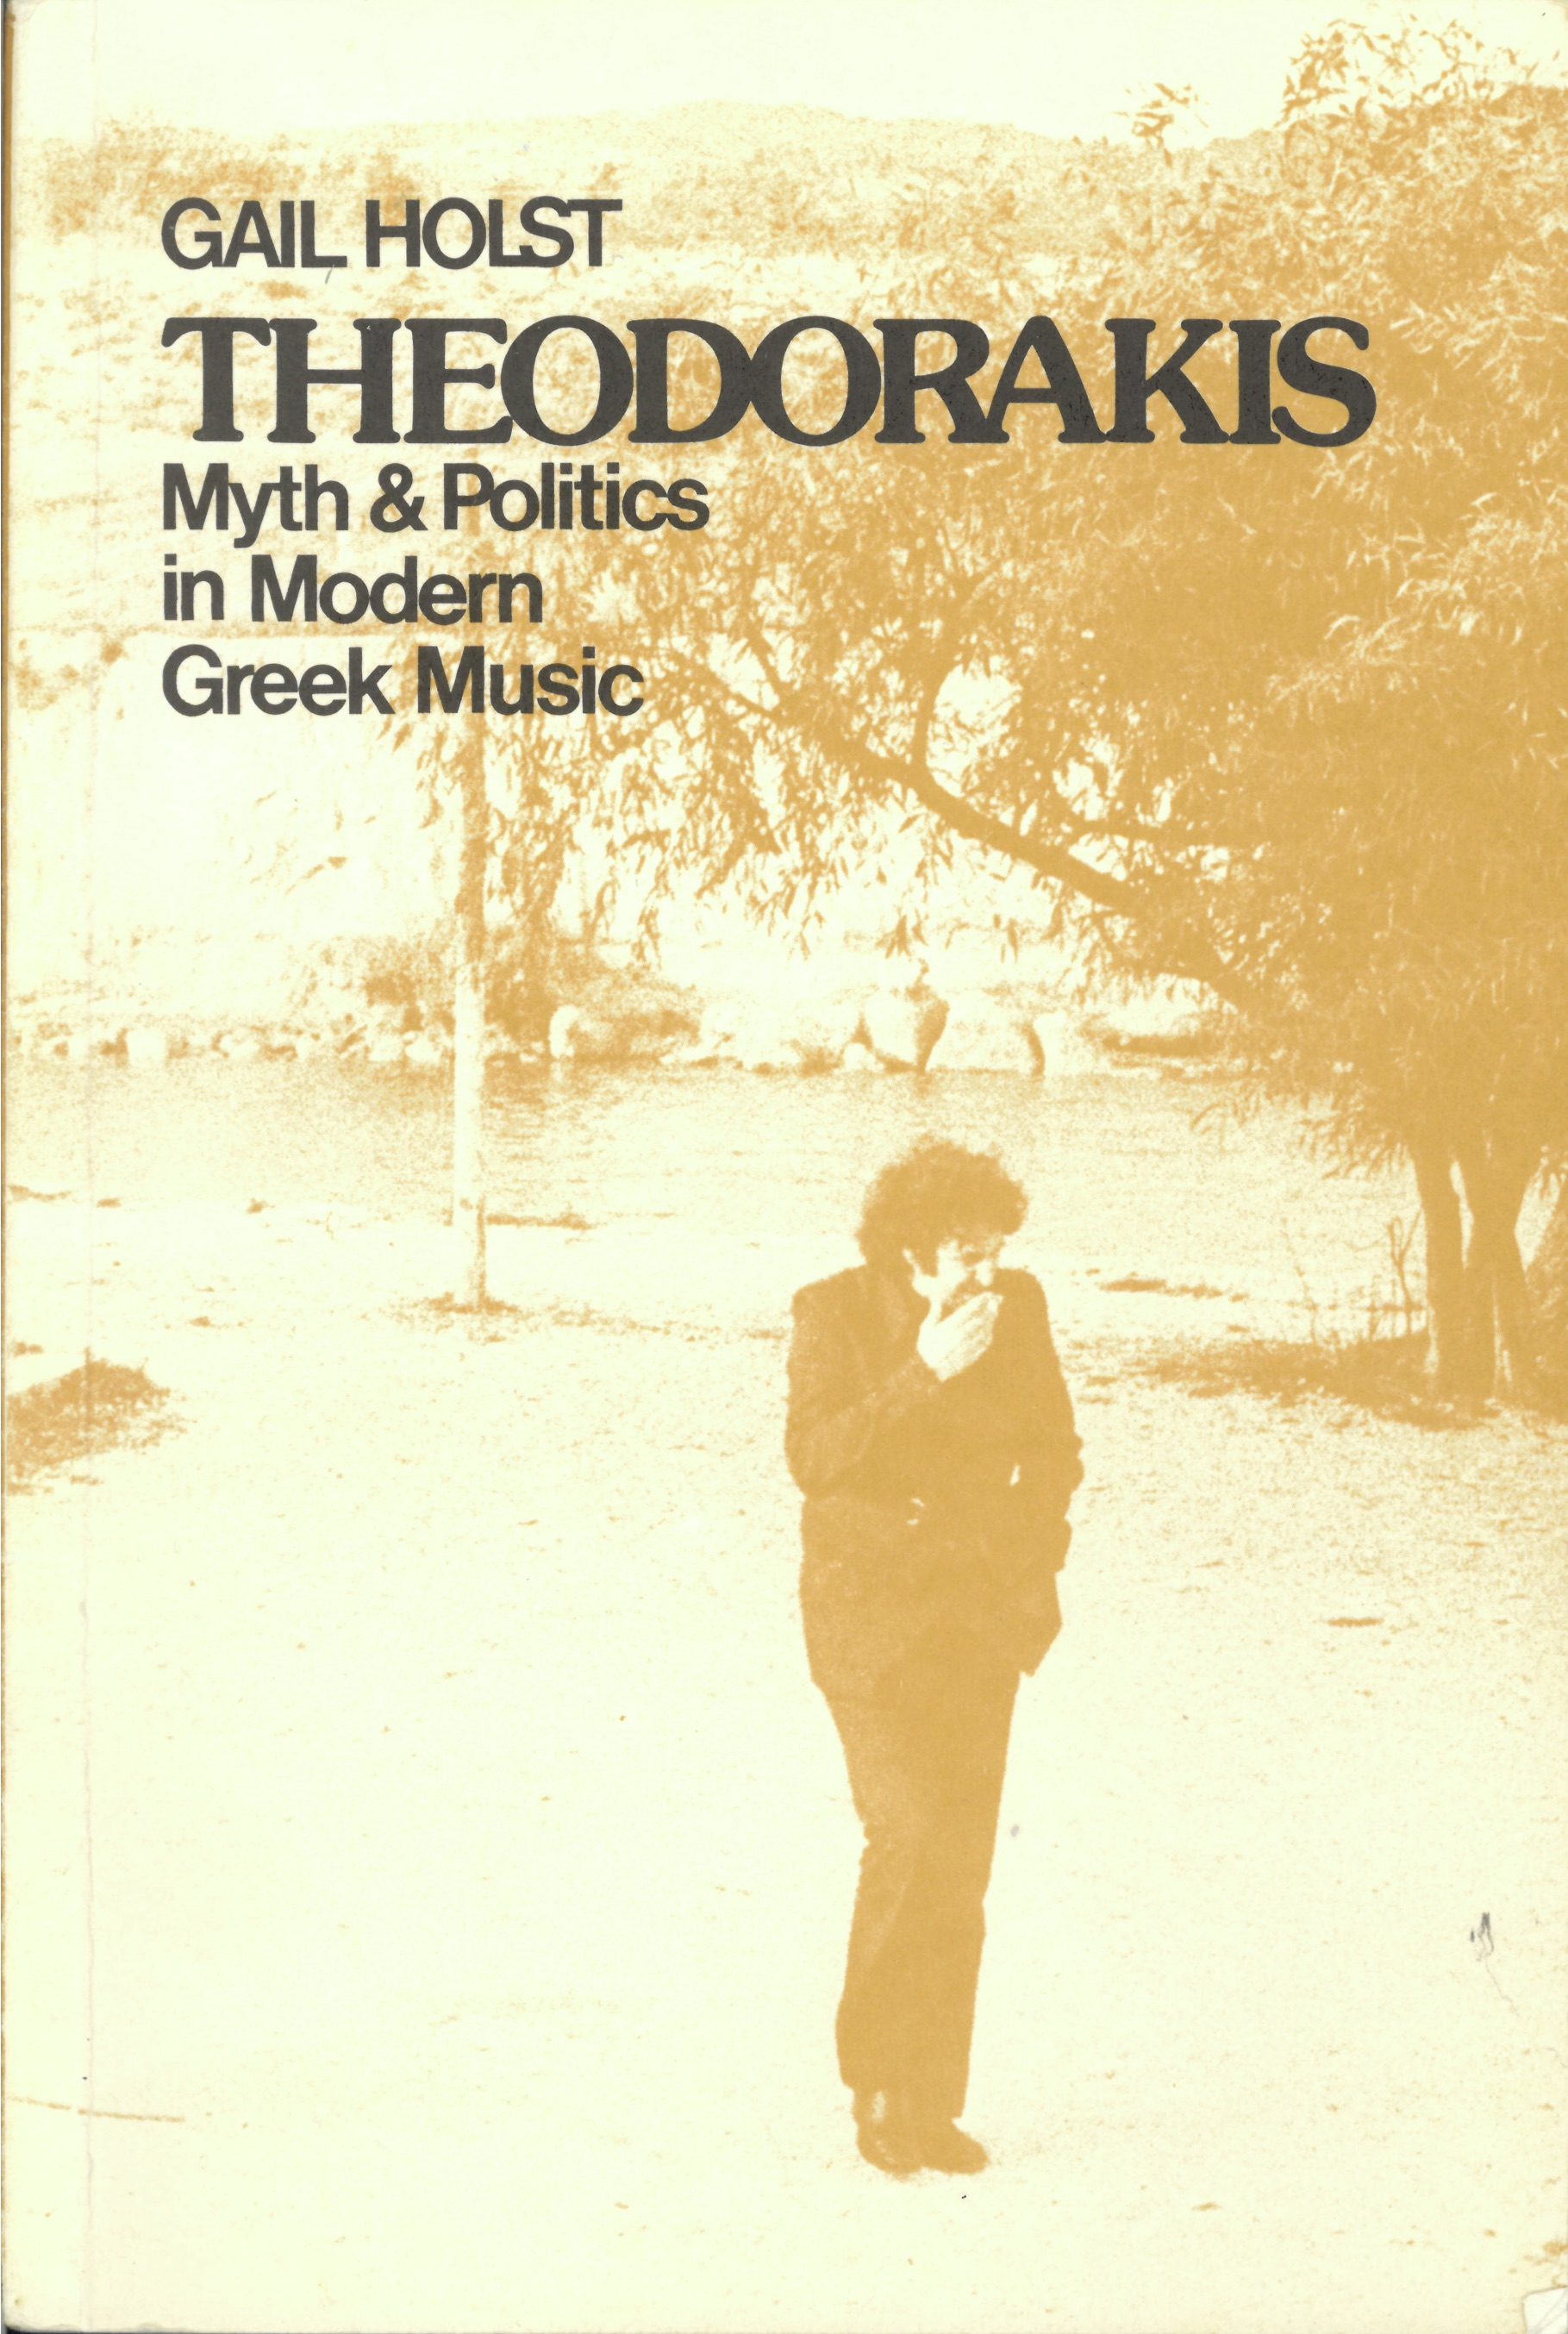 GAIL HOLST
THEODORAKIS
Myth & Politics
in Modern
Greek Music